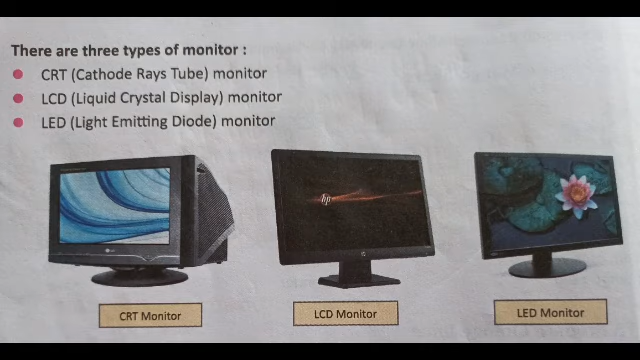 There are three types of monitor :
CRT (Cathode Rays Tube) monitor
LCD (Liquid Crystal Display) monitor
LED (Light Emitting Diode) monitor
hp
CRT Monitor
LCD Monitor
LED Monitor